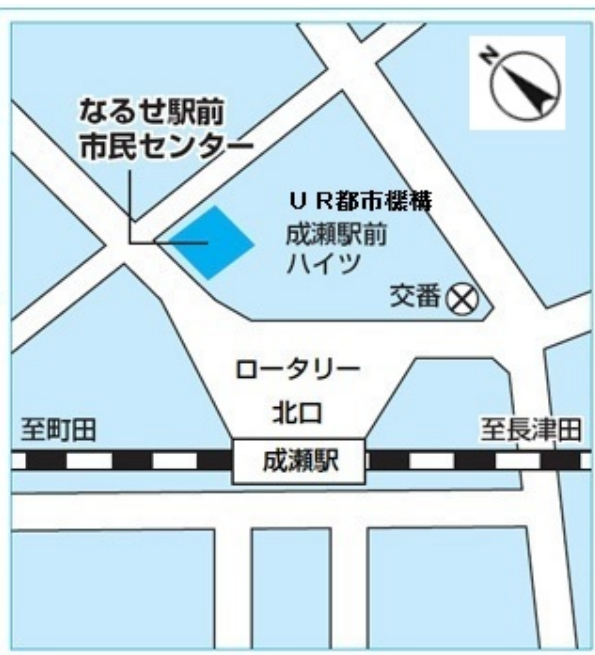 N
なるせ駅前
市民センター
UR都市機構
成瀬駅前
ハイツ
交番
ロータリー
北口
至町田
至長津田
成瀬駅